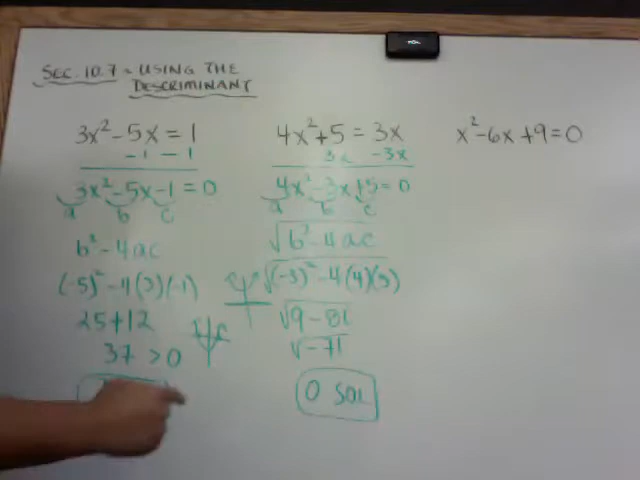 SEC. 10.7 - USING THE
DESCRIMINANT
3x² - 5x = 1
-1 -1
3x² - 5x - 1 = 0
a b c
b² - 4ac
(-5)² - 4(3)(-1)
25 + 12
37 > 0
4x² + 5 = 3x
-3x -3x
4x² - 3x + 5 = 0
a b c
√b² - 4ac
√(-3)² - 4(4)(5)
√9 - 81
√-71
0 SOL
x² - 6x + 9 = 0